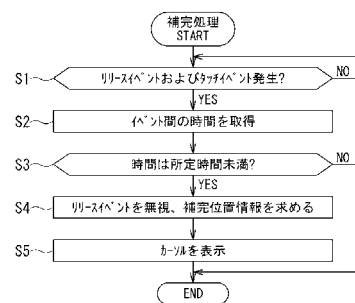 補完処理
START
S1 ﾘﾘｰｽｲﾍﾞﾝﾄおよびﾀｯﾁｲﾍﾞﾝﾄ発生? NO
YES
S2 ｲﾍﾞﾝﾄ間の時間を取得
S3 時間は所定時間未満? NO
YES
S4 ﾘﾘｰｽｲﾍﾞﾝﾄを無視、補完位置情報を求める
S5 ｶｰｿﾙを表示
END